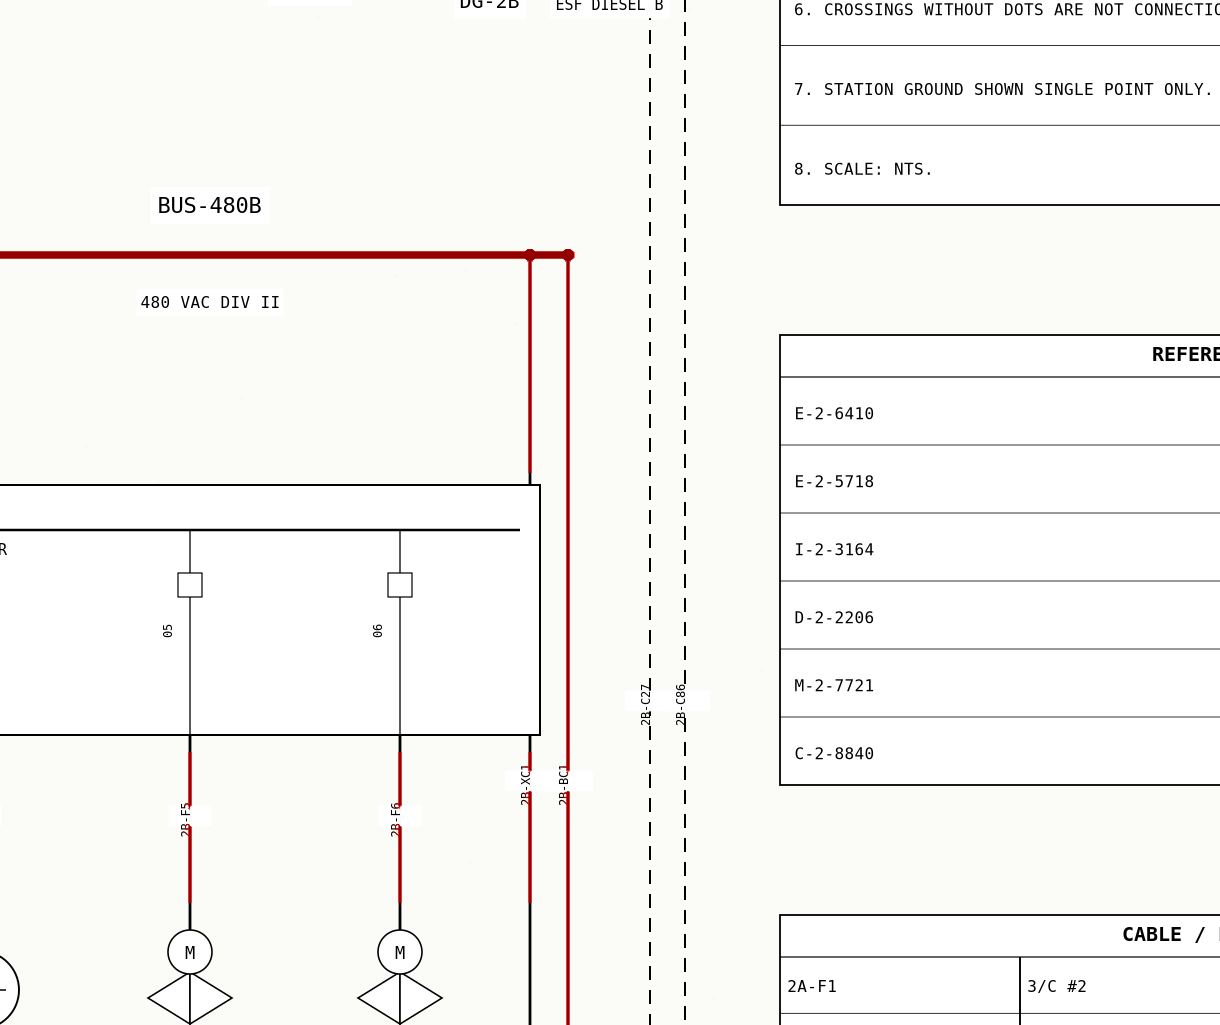 DG-2B
ESF DIESEL B
6. CROSSINGS WITHOUT DOTS ARE NOT CONNECTIO
7. STATION GROUND SHOWN SINGLE POINT ONLY.
8. SCALE: NTS.
BUS-480B
480 VAC DIV II
REFERE
E-2-6410
E-2-5718
I-2-3164
D-2-2206
M-2-7721
C-2-8840
R
05
06
2B-C27
2B-C86
2B-XC1
2B-BC1
2B-F5
2B-F6
M
M
CABLE /
2A-F1
3/C #2